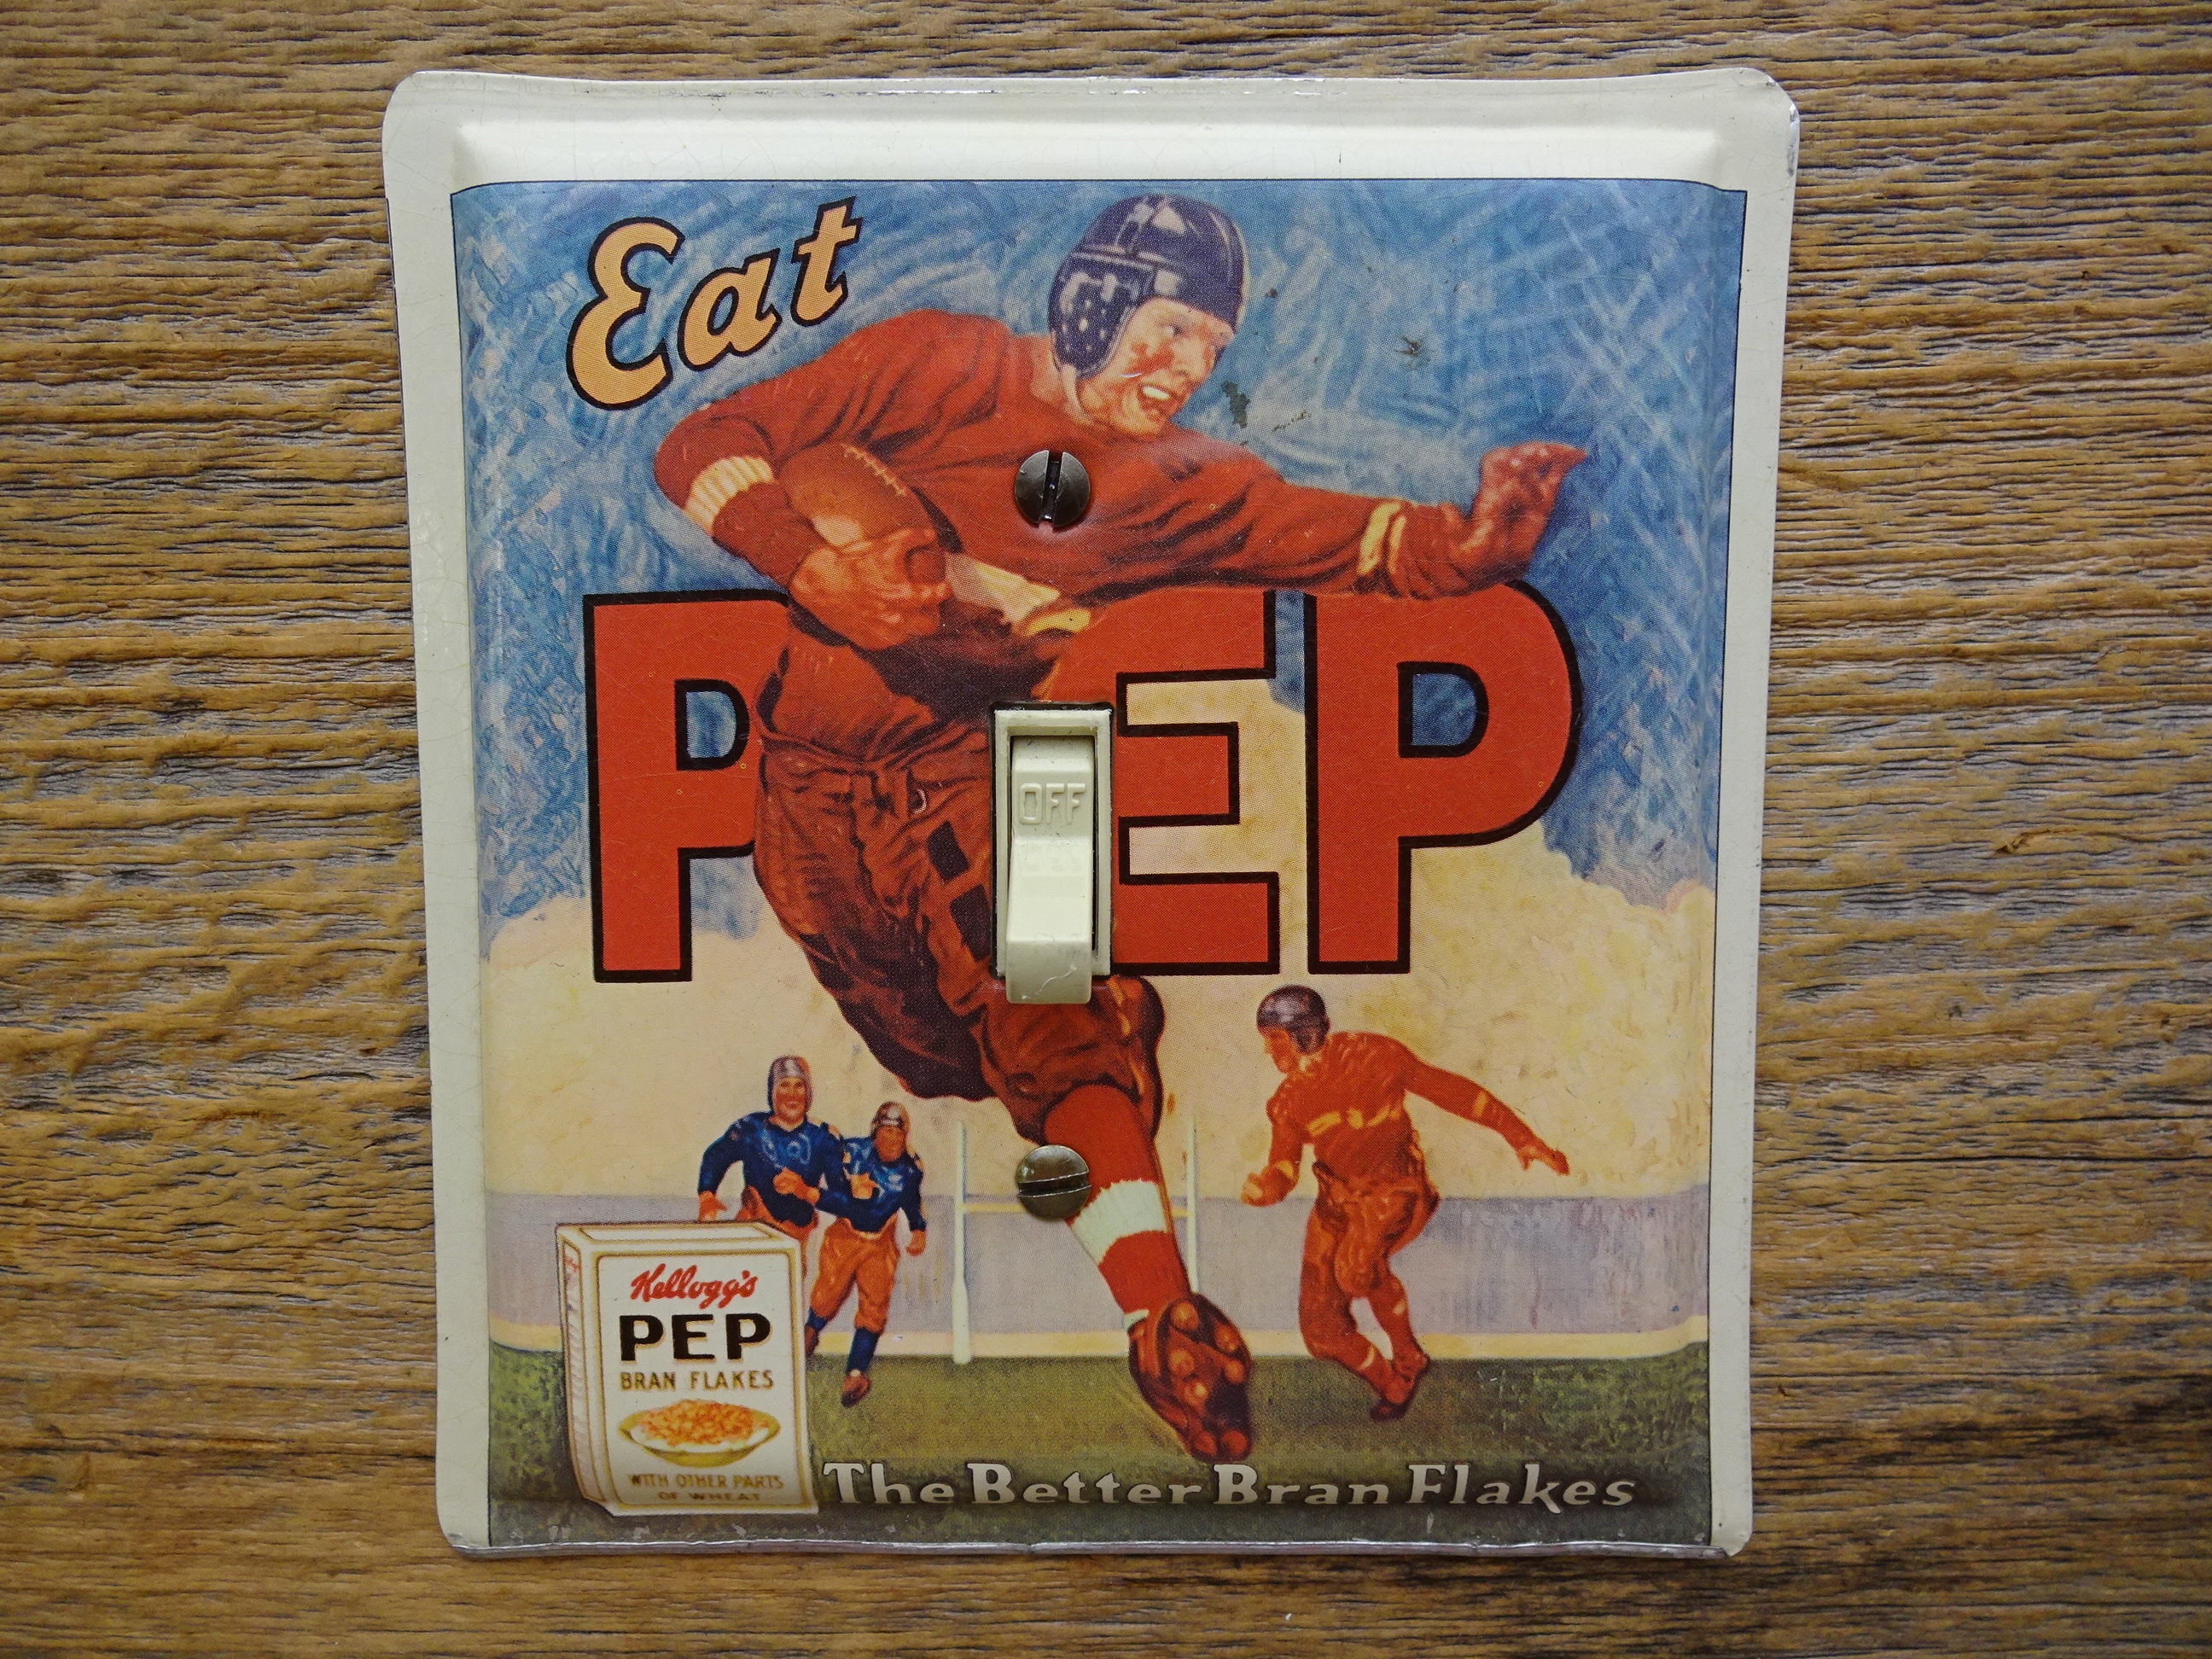 Eat
PEP
OFF
Kellogg's
PEP
BRAN FLAKES
WITH OTHER PARTS
OF WHEAT
The Better Bran Flakes